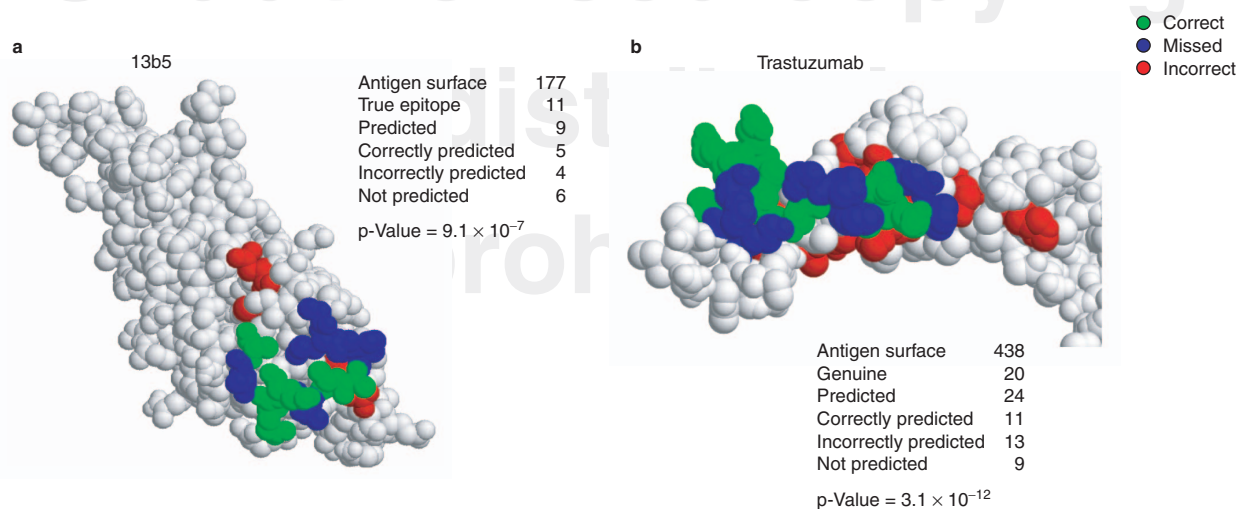 a
13b5
Antigen surface 177
True epitope 11
Predicted 9
Correctly predicted 5
Incorrectly predicted 4
Not predicted 6
p-Value = 9.1 × 10⁻⁷
b
Trastuzumab
Correct
Missed
Incorrect
Antigen surface 438
Genuine 20
Predicted 24
Correctly predicted 11
Incorrectly predicted 13
Not predicted 9
p-Value = 3.1 × 10⁻¹²